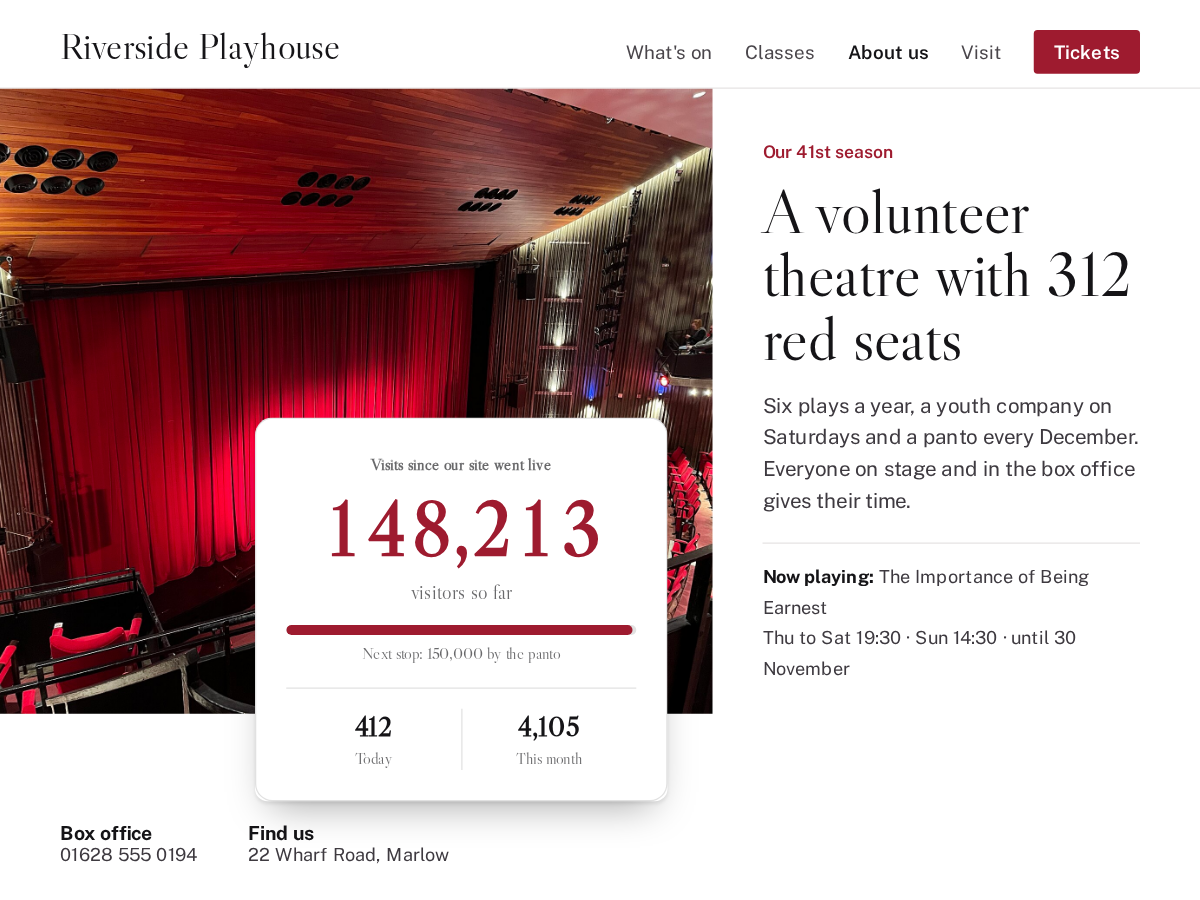 Riverside Playhouse
What's on
Classes
About us
Visit
Tickets
Our 41st season
A volunteer
theatre with 312
red seats
Six plays a year, a youth company on
Saturdays and a panto every December.
Everyone on stage and in the box office
gives their time.
Now playing: The Importance of Being
Earnest
Thu to Sat 19:30 · Sun 14:30 · until 30
November
Visits since our site went live
148,213
visitors so far
Next stop: 150,000 by the panto
412
Today
4,105
This month
Box office
01628 555 0194
Find us
22 Wharf Road, Marlow